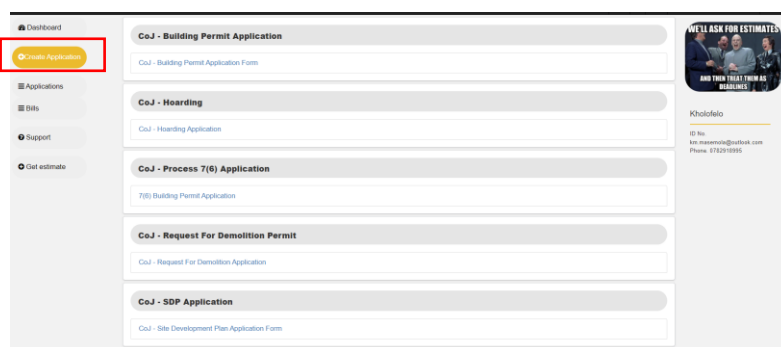 Dashboard
Create Application
Applications
Bills
Support
Get estimate
CoJ - Building Permit Application
CoJ - Building Permit Application Form
CoJ - Hoarding
CoJ - Hoarding Application
CoJ - Process 7(6) Application
7(6) Building Permit Application
CoJ - Request For Demolition Permit
CoJ - Request For Demolition Application
CoJ - SDP Application
CoJ - Site Development Plan Application Form
WE'LL ASK FOR ESTIMATES
AND THEN TREAT THEM AS
DEADLINES
Kholofelo
ID No.
km.masemola@outlook.com
Phone. 0782918995